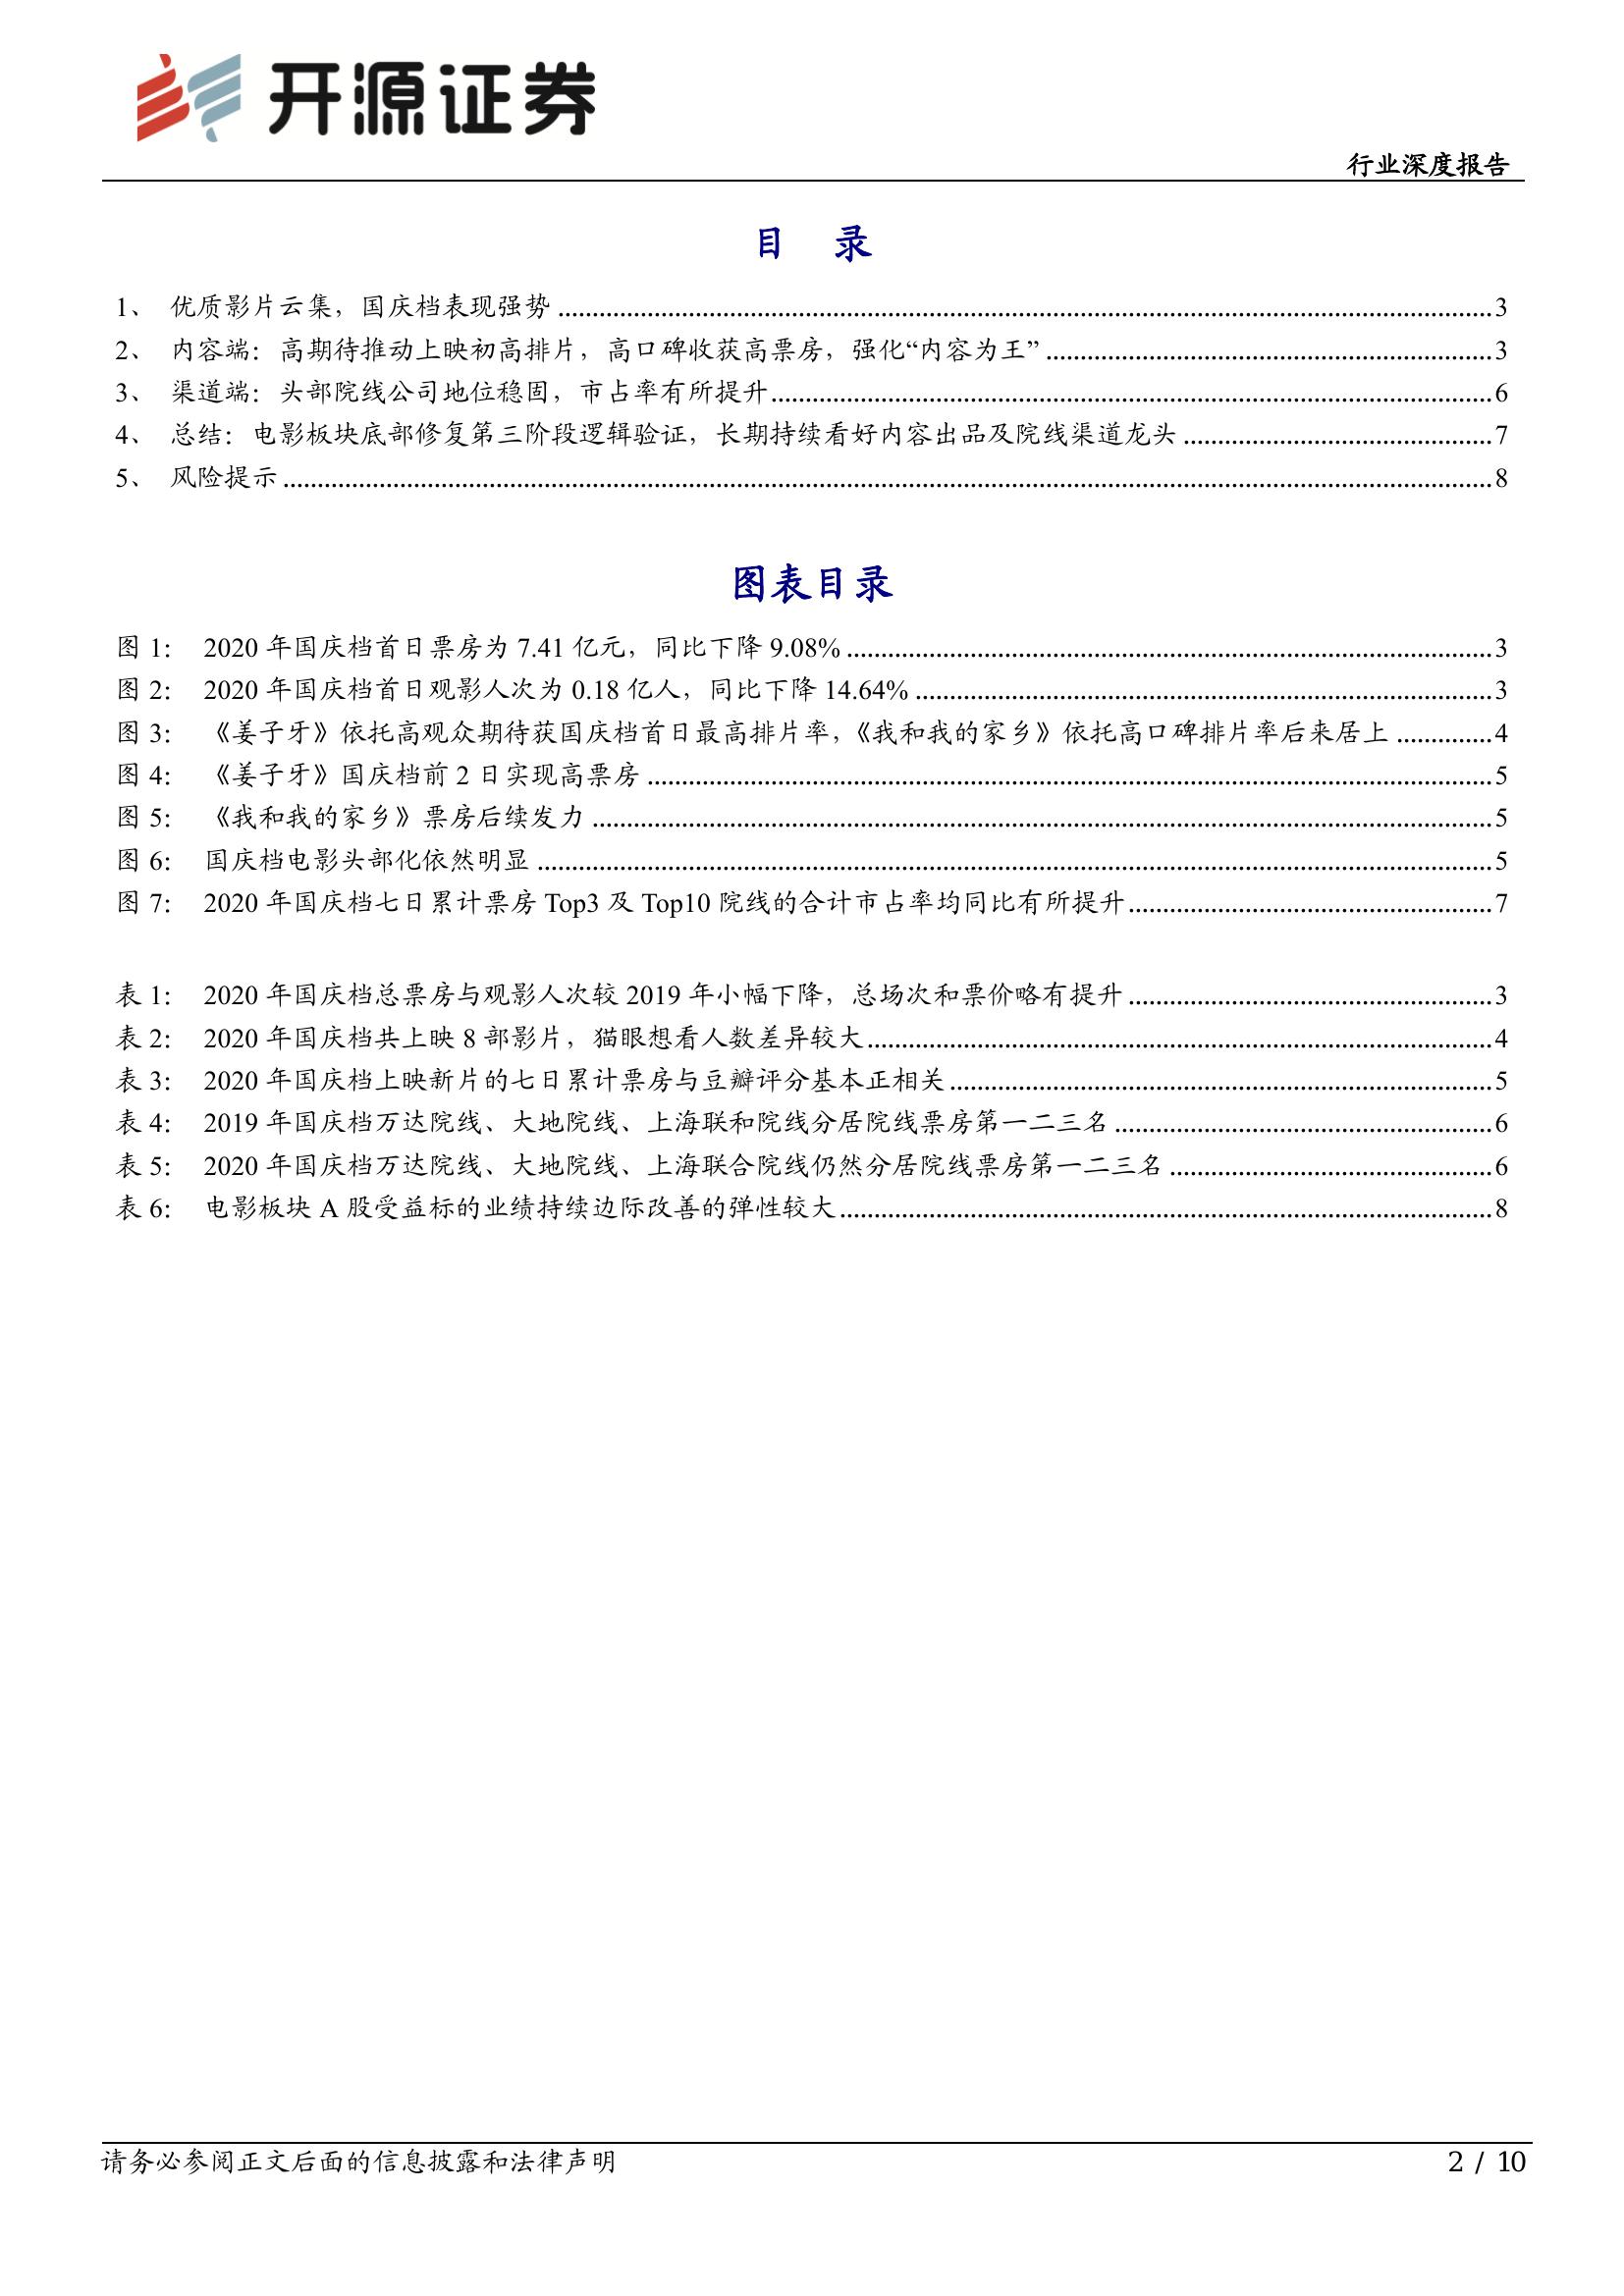 开源证券
行业深度报告
目 录
1、 优质影片云集，国庆档表现强势 ........ 3
2、 内容端：高期待推动上映初高排片，高口碑收获高票房，强化“内容为王” ........ 3
3、 渠道端：头部院线公司地位稳固，市占率有所提升 ........ 6
4、 总结：电影板块底部修复第三阶段逻辑验证，长期持续看好内容出品及院线渠道龙头 ........ 7
5、 风险提示 ........ 8
图表目录
图 1： 2020 年国庆档首日票房为 7.41 亿元，同比下降 9.08% ........ 3
图 2： 2020 年国庆档首日观影人次为 0.18 亿人，同比下降 14.64% ........ 3
图 3： 《姜子牙》依托高观众期待获国庆档首日最高排片率，《我和我的家乡》依托高口碑排片率后来居上 ........ 4
图 4： 《姜子牙》国庆档前 2 日实现高票房 ........ 5
图 5： 《我和我的家乡》票房后续发力 ........ 5
图 6： 国庆档电影头部化依然明显 ........ 5
图 7： 2020 年国庆档七日累计票房 Top3 及 Top10 院线的合计市占率均同比有所提升 ........ 7
表 1： 2020 年国庆档总票房与观影人次较 2019 年小幅下降，总场次和票价略有提升 ........ 3
表 2： 2020 年国庆档共上映 8 部影片，猫眼想看人数差异较大 ........ 4
表 3： 2020 年国庆档上映新片的七日累计票房与豆瓣评分基本正相关 ........ 5
表 4： 2019 年国庆档万达院线、大地院线、上海联和院线分居院线票房第一二三名 ........ 6
表 5： 2020 年国庆档万达院线、大地院线、上海联合院线仍然分居院线票房第一二三名 ........ 6
表 6： 电影板块 A 股受益标的业绩持续边际改善的弹性较大 ........ 8
请务必参阅正文后面的信息披露和法律声明
2 / 10